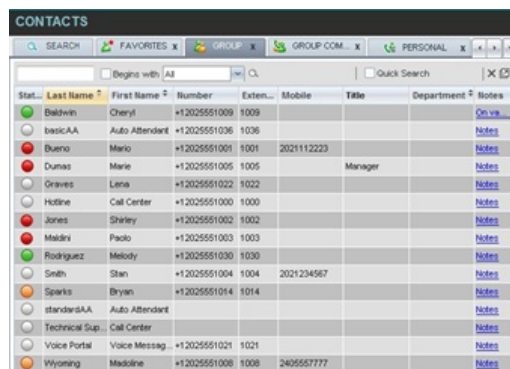 CONTACTS
SEARCH FAVORITES x GROUP x GROUP COM... x PERSONAL x
Begins with All Quick Search
Stat... Last Name First Name Number Exten... Mobile Title Department Notes
Baldwin Cheryl +12025551009 1009 On va...
basicAA Auto Attendant +12025551036 1036 Notes
Bueno Mario +12025551001 1001 2021112223 Notes
Dumas Marie +12025551005 1005 Manager Notes
Graves Lena +12025551022 1022 Notes
Hotline Call Center +12025551000 1000 Notes
Jones Shirley +12025551002 1002 Notes
Maldini Paolo +12025551003 1003 Notes
Rodriguez Melody +12025551030 1030 Notes
Smith Stan +12025551004 1004 2021234567 Notes
Sparks Bryan +12025551014 1014 Notes
standardAA Auto Attendant Notes
Technical Sup... Call Center Notes
Voice Portal Voice Messag... +12025551021 1021 Notes
Wyoming Madoline +12025551008 1008 2405557777 Notes